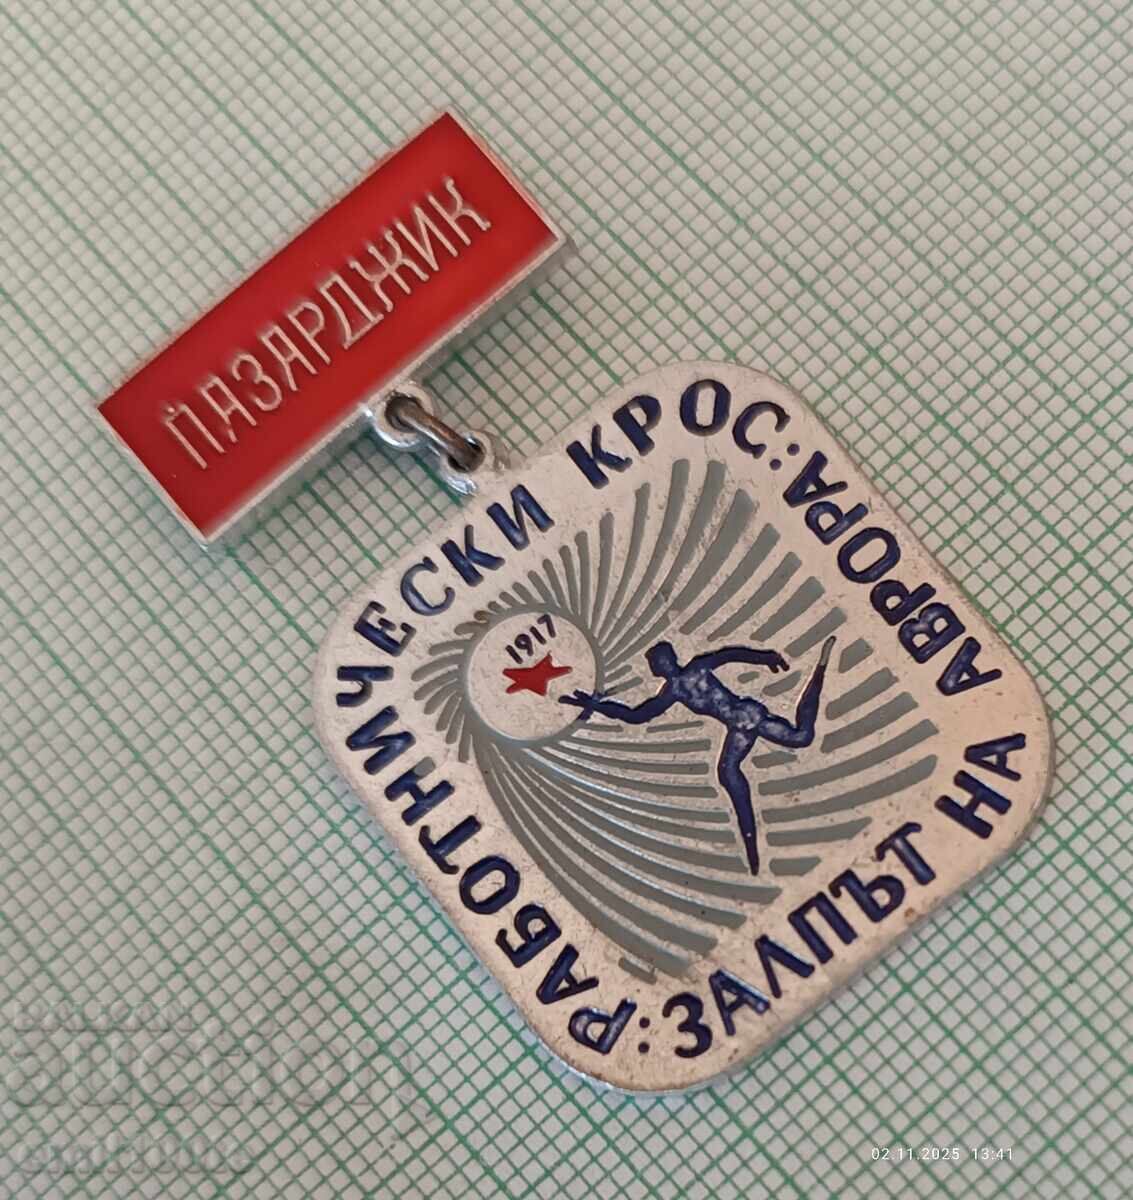 ПАЗАРДЖИК
РАБОТНИЧЕСКИ КРОС:
ЗАЛПЪТ НА АВРОРА:
1917
02.11.2025 13:41